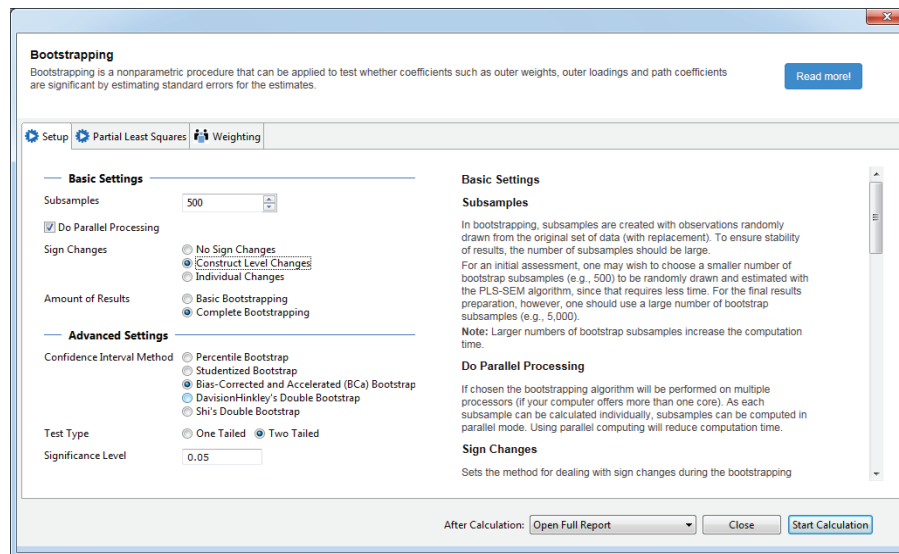 Bootstrapping
Bootstrapping is a nonparametric procedure that can be applied to test whether coefficients such as outer weights, outer loadings and path coefficients
are significant by estimating standard errors for the estimates.
Read more!
Setup
Partial Least Squares
Weighting
Basic Settings
Subsamples
500
Do Parallel Processing
Sign Changes
No Sign Changes
Construct Level Changes
Individual Changes
Amount of Results
Basic Bootstrapping
Complete Bootstrapping
Advanced Settings
Confidence Interval Method
Percentile Bootstrap
Studentized Bootstrap
Bias-Corrected and Accelerated (BCa) Bootstrap
DavisionHinkley's Double Bootstrap
Shi's Double Bootstrap
Test Type
One Tailed
Two Tailed
Significance Level
0.05
Basic Settings
Subsamples
In bootstrapping, subsamples are created with observations randomly
drawn from the original set of data (with replacement). To ensure stability
of results, the number of subsamples should be large.
For an initial assessment, one may wish to choose a smaller number of
bootstrap subsamples (e.g., 500) to be randomly drawn and estimated with
the PLS-SEM algorithm, since that requires less time. For the final results
preparation, however, one should use a large number of bootstrap
subsamples (e.g., 5,000).
Note: Larger numbers of bootstrap subsamples increase the computation
time.
Do Parallel Processing
If chosen the bootstrapping algorithm will be performed on multiple
processors (if your computer offers more than one core). As each
subsample can be calculated individually, subsamples can be computed in
parallel mode. Using parallel computing will reduce computation time.
Sign Changes
Sets the method for dealing with sign changes during the bootstrapping
After Calculation:
Open Full Report
Close
Start Calculation